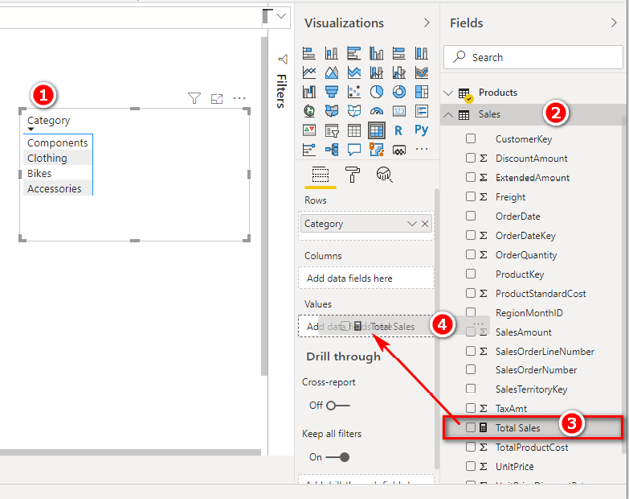 Visualizations
Fields
Search
Filters
1
Category
Components
Clothing
Bikes
Accessories
R
Py
Rows
Category
Columns
Add data fields here
Values
Add data fields here
Total Sales
4
Drill through
Cross-report
Off
Keep all filters
On
Products
Sales
2
CustomerKey
Σ DiscountAmount
Σ ExtendedAmount
Σ Freight
OrderDate
Σ OrderDateKey
Σ OrderQuantity
ProductKey
Σ ProductStandardCost
RegionMonthID
Σ SalesAmount
Σ SalesOrderLineNumber
SalesOrderNumber
SalesTerritoryKey
Σ TaxAmt
Total Sales
3
Σ TotalProductCost
Σ UnitPrice